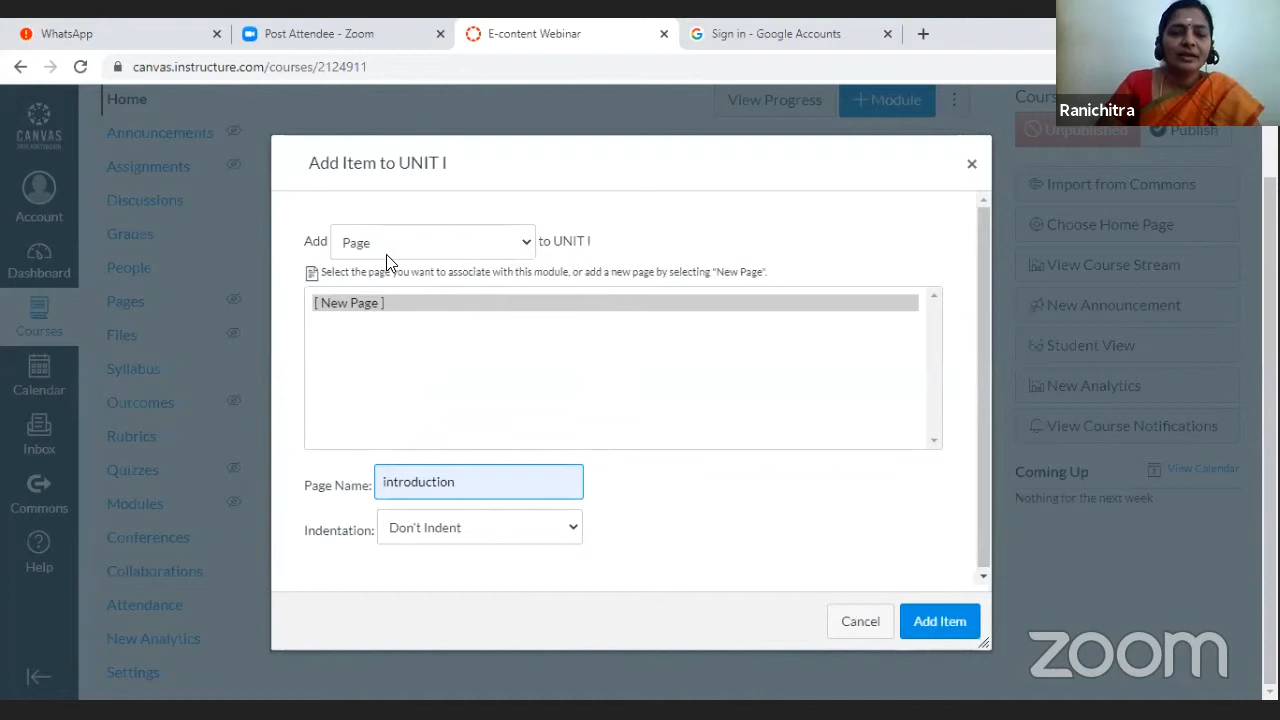 WhatsApp
Post Attendee - Zoom
E-content Webinar
Sign in - Google Accounts
canvas.instructure.com/courses/2124911
Ranichitra
CANVAS
Account
Dashboard
Courses
Calendar
Inbox
Commons
Help
Home
Announcements
Assignments
Discussions
Grades
People
Pages
Files
Syllabus
Outcomes
Rubrics
Quizzes
Modules
Conferences
Collaborations
Attendance
New Analytics
Settings
View Progress
+ Module
Add Item to UNIT I
Add Page to UNIT I
Select the page you want to associate with this module, or add a new page by selecting "New Page".
[ New Page ]
Page Name: introduction
Indentation: Don't Indent
Cancel
Add Item
Unpublished
Publish
Import from Commons
Choose Home Page
View Course Stream
New Announcement
Student View
New Analytics
View Course Notifications
Coming Up
View Calendar
Nothing for the next week
zoom